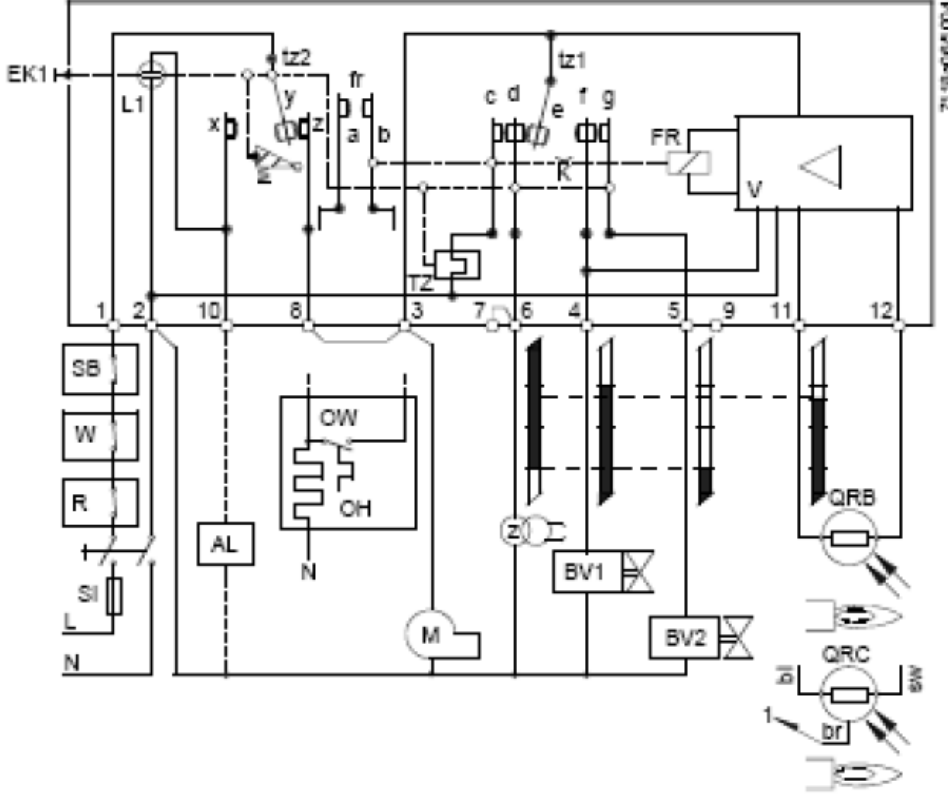 tz2
tz1
EK1
fr
L1
y
c
d
e
f
g
x
z
a
b
FR
K
V
TZ
1
2
10
8
3
7
6
4
5
9
11
12
SB
W
OW
R
OH
QRB
Z
AL
BV1
SI
N
L
M
BV2
N
QRC
bl
sw
1
br